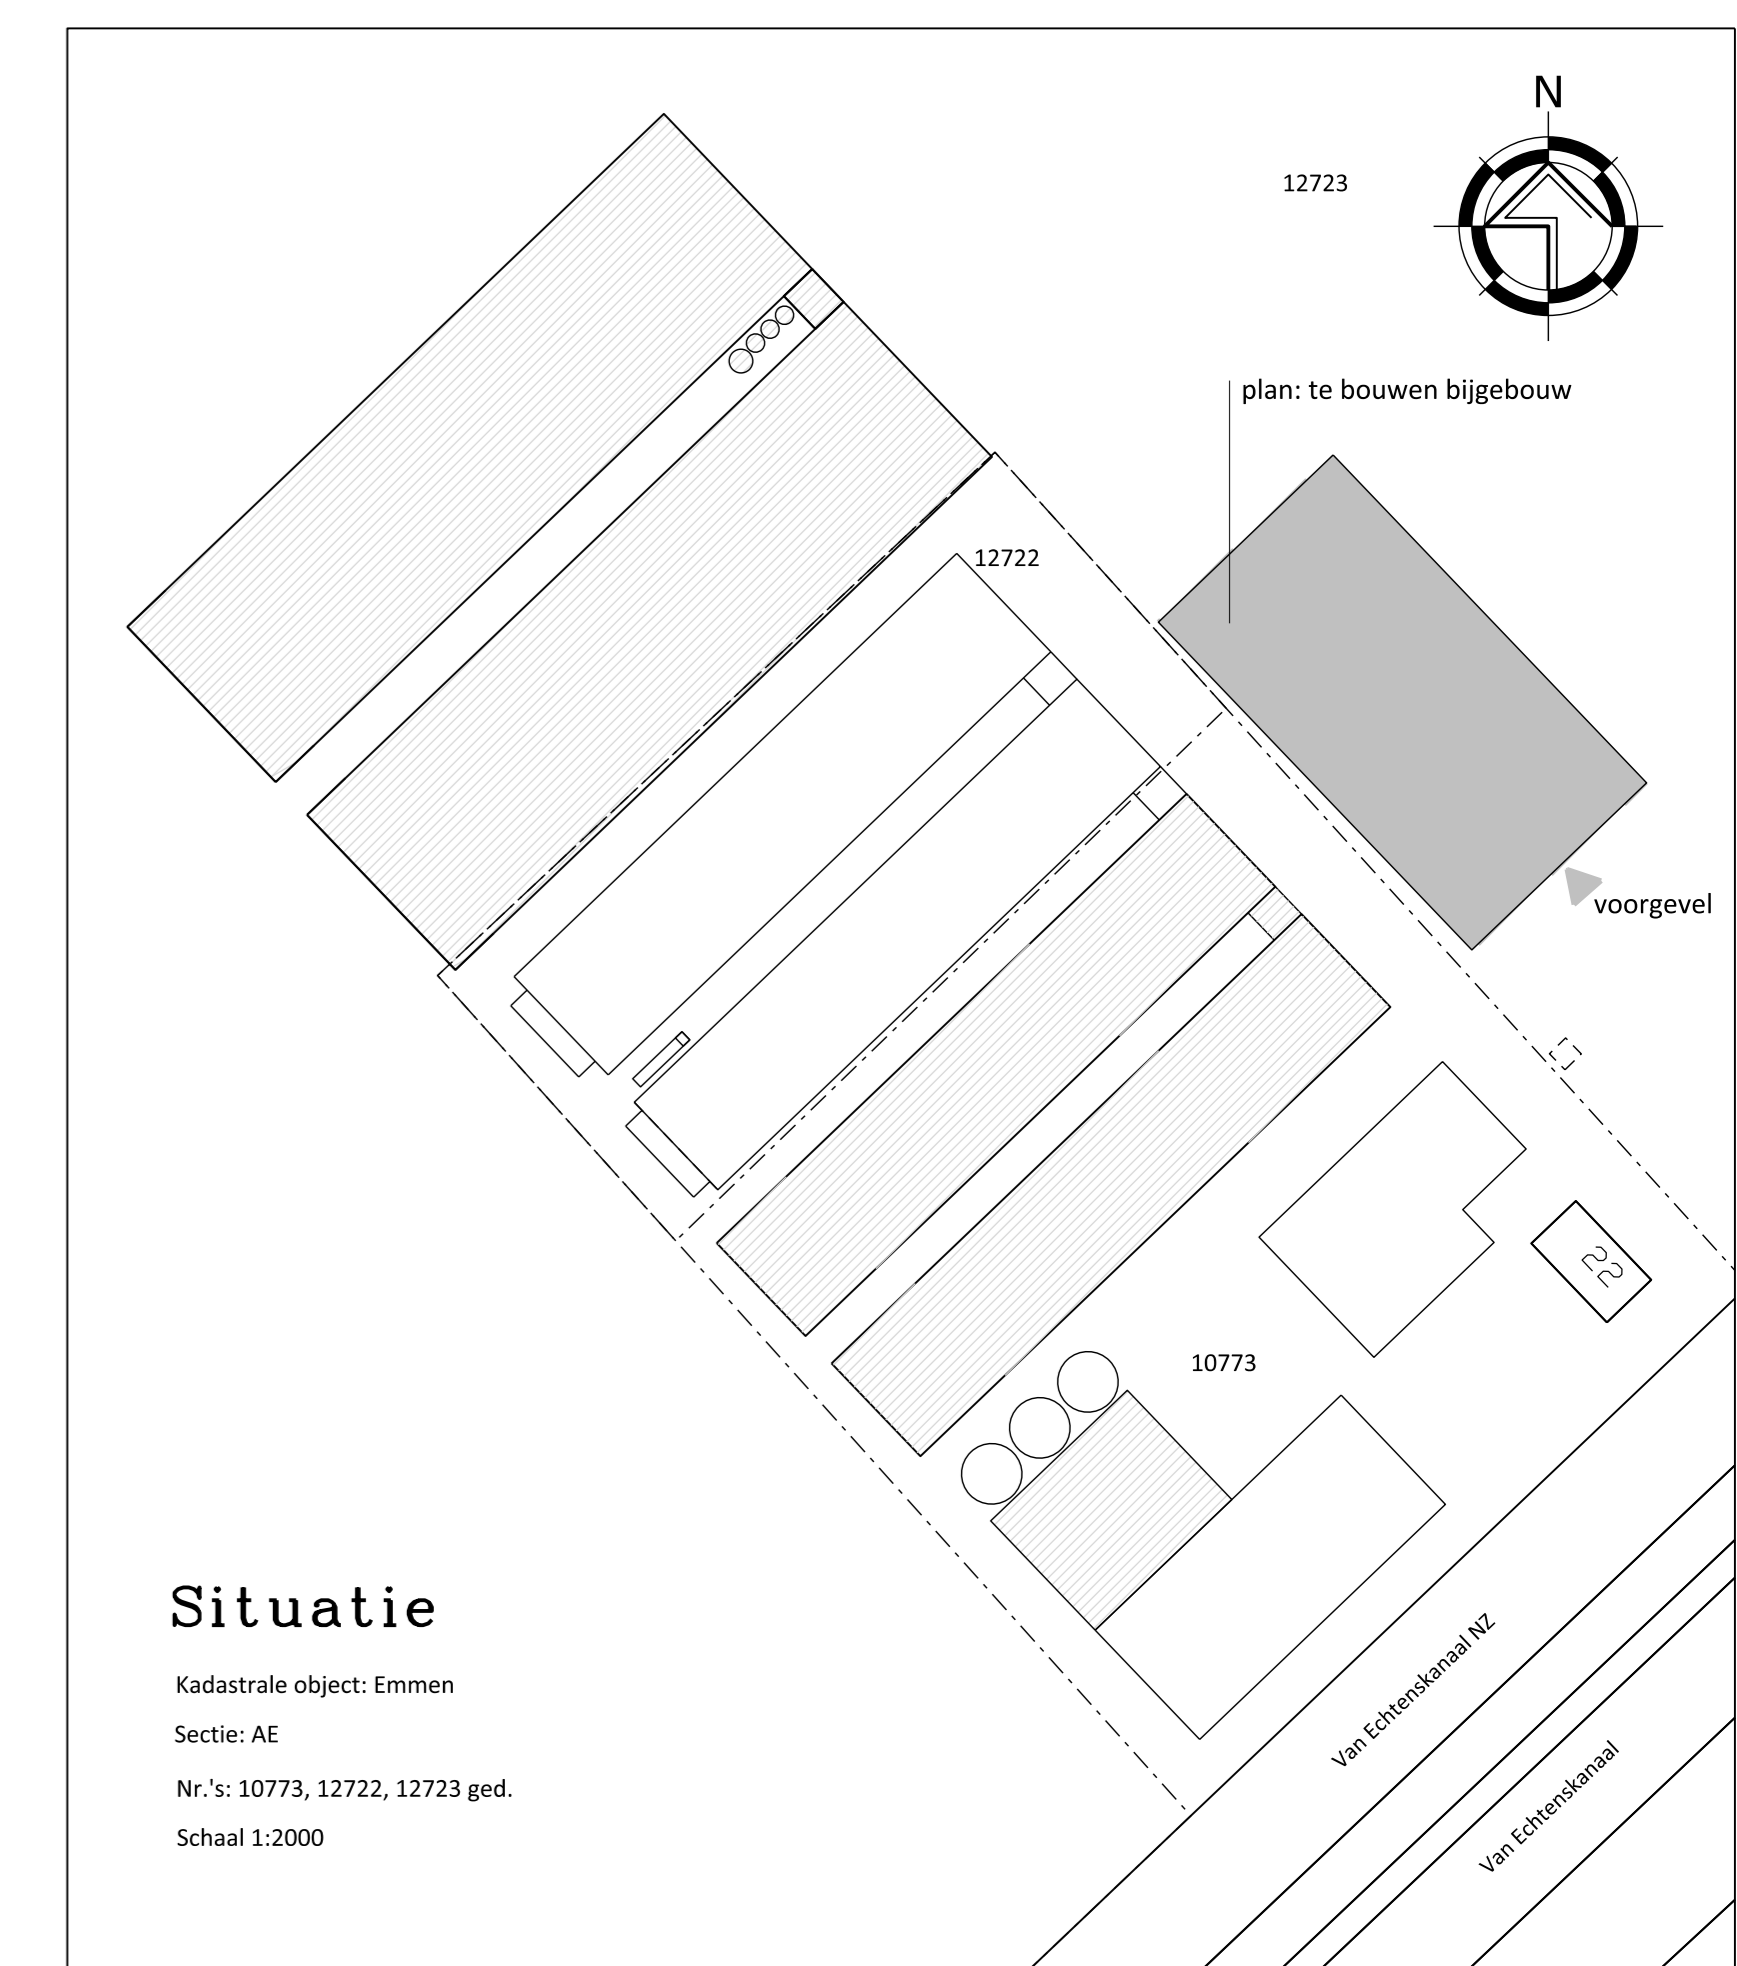 N
12723
plan: te bouwen bijgebouw
12722
voorgevel
22
10773
Situatie
Kadastrale object: Emmen
Sectie: AE
Nr.'s: 10773, 12722, 12723 ged.
Schaal 1:2000
Van Echtenskanaal NZ
Van Echtenskanaal